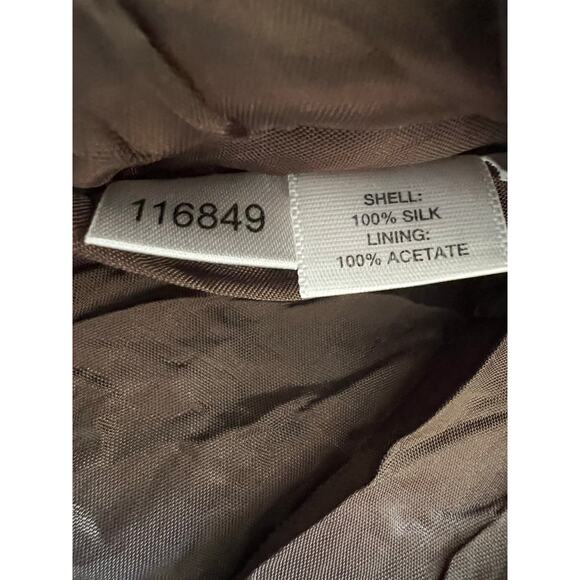 116849
SHELL:
100% SILK
LINING:
100% ACETATE